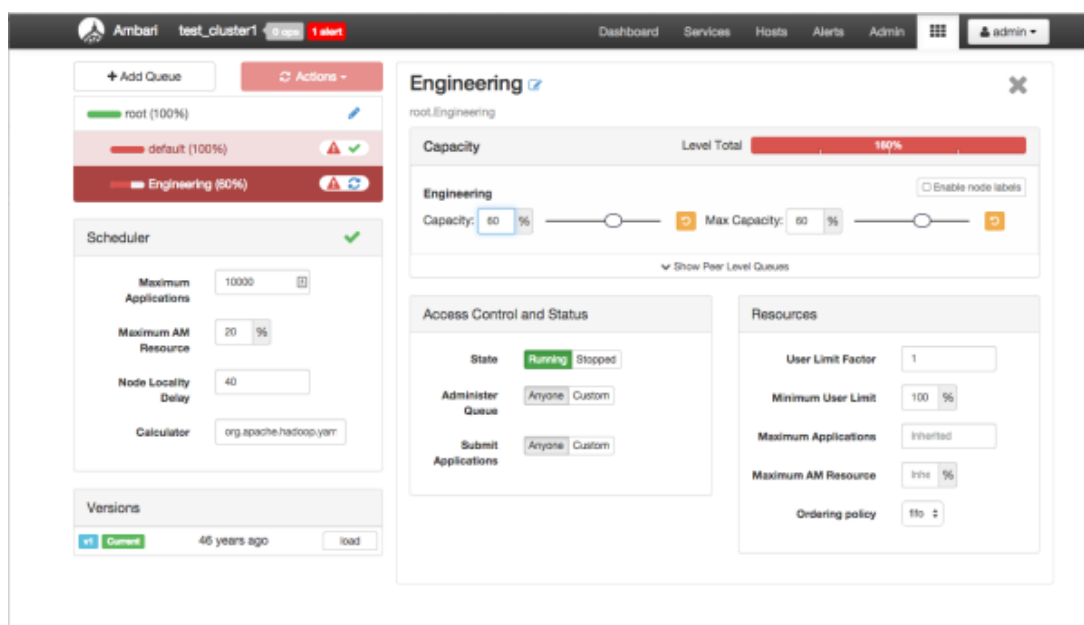 Ambari test_cluster1 0 ops 1 alert Dashboard Services Hosts Alerts Admin admin
+ Add Queue Actions
root (100%)
default (100%)
Engineering (60%)
Scheduler
Maximum Applications 10000
Maximum AM Resource 20 %
Node Locality Delay 40
Calculator org.apache.hadoop.yarr
Versions
v1 Current 46 years ago load
Engineering
root.Engineering
Capacity Level Total 160%
Engineering Enable node labels
Capacity: 60 % Max Capacity: 60 %
Show Peer Level Queues
Access Control and Status
State Running Stopped
Administer Queue Anyone Custom
Submit Applications Anyone Custom
Resources
User Limit Factor 1
Minimum User Limit 100 %
Maximum Applications Inherited
Maximum AM Resource Inhe %
Ordering policy fifo